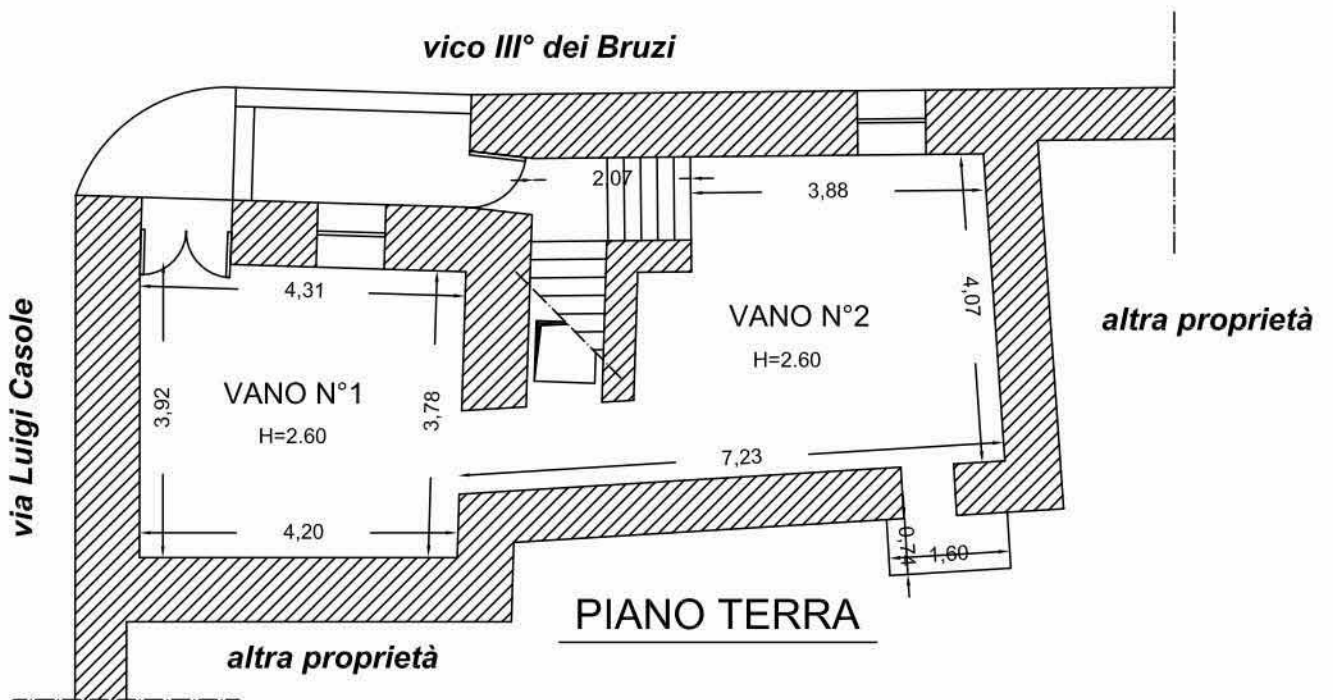 vico III° dei Bruzi
2,07
3,88
4,31
4,07
via Luigi Casole
VANO N°2
H=2.60
altra proprietà
VANO N°1
H=2.60
3,92
3,78
7,23
4,20
0,74
1,60
PIANO TERRA
altra proprietà